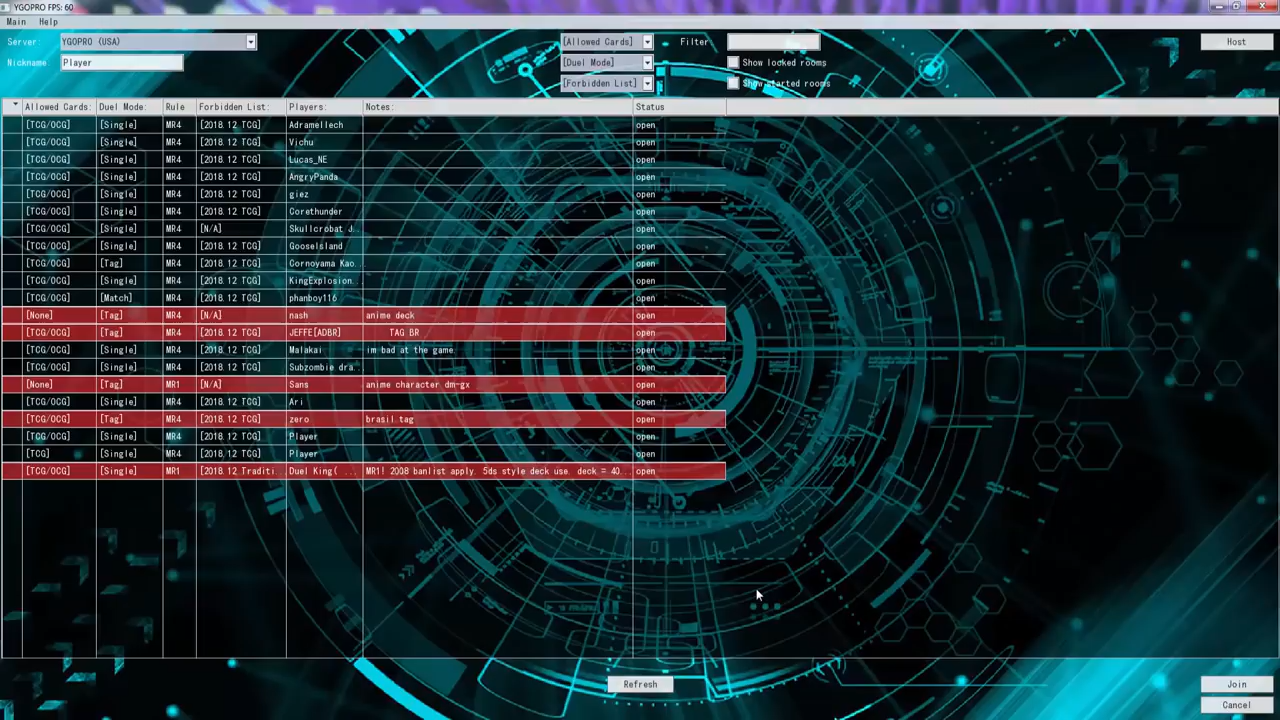 YGOPRO FPS: 60
Main Help
Server: YGOPRO (USA) [Allowed Cards] Filter Host
Nickname: Player [Duel Mode] Show locked rooms
[Forbidden List] Show started rooms
Allowed Cards: Duel Mode: Rule Forbidden List: Players: Notes: Status
[TCG/OCG] [Single] MR4 [2018.12 TCG] Adramellech open
[TCG/OCG] [Single] MR4 [2018.12 TCG] Vichu open
[TCG/OCG] [Single] MR4 [2018.12 TCG] Lucas_NE open
[TCG/OCG] [Single] MR4 [2018.12 TCG] AngryPanda open
[TCG/OCG] [Single] MR4 [2018.12 TCG] giez open
[TCG/OCG] [Single] MR4 [2018.12 TCG] Corethunder open
[TCG/OCG] [Single] MR4 [N/A] Skullcrobat J... open
[TCG/OCG] [Single] MR4 [2018.12 TCG] GooseIsland open
[TCG/OCG] [Tag] MR4 [2018.12 TCG] Cornoyama Kao... open
[TCG/OCG] [Single] MR4 [2018.12 TCG] KingExplosion... open
[TCG/OCG] [Match] MR4 [2018.12 TCG] phanboy116 open
[None] [Tag] MR4 [N/A] nash anime deck open
[TCG/OCG] [Tag] MR4 [2018.12 TCG] JEFFE[ADBR] TAG BR open
[TCG/OCG] [Single] MR4 [2018.12 TCG] Malakai im bad at the game. open
[TCG/OCG] [Single] MR4 [2018.12 TCG] Subzombie dra... open
[None] [Tag] MR1 [N/A] Sans anime character dm-gx open
[TCG/OCG] [Single] MR4 [2018.12 TCG] Ari open
[TCG/OCG] [Tag] MR4 [2018.12 TCG] zero brasil tag open
[TCG/OCG] [Single] MR4 [2018.12 TCG] Player open
[TCG] [Single] MR4 [2018.12 TCG] Player open
[TCG/OCG] [Single] MR1 [2018.12 Traditi... Duel King( ... MR1! 2008 banlist apply. 5ds style deck use. deck = 40... open
Refresh Join
Cancel